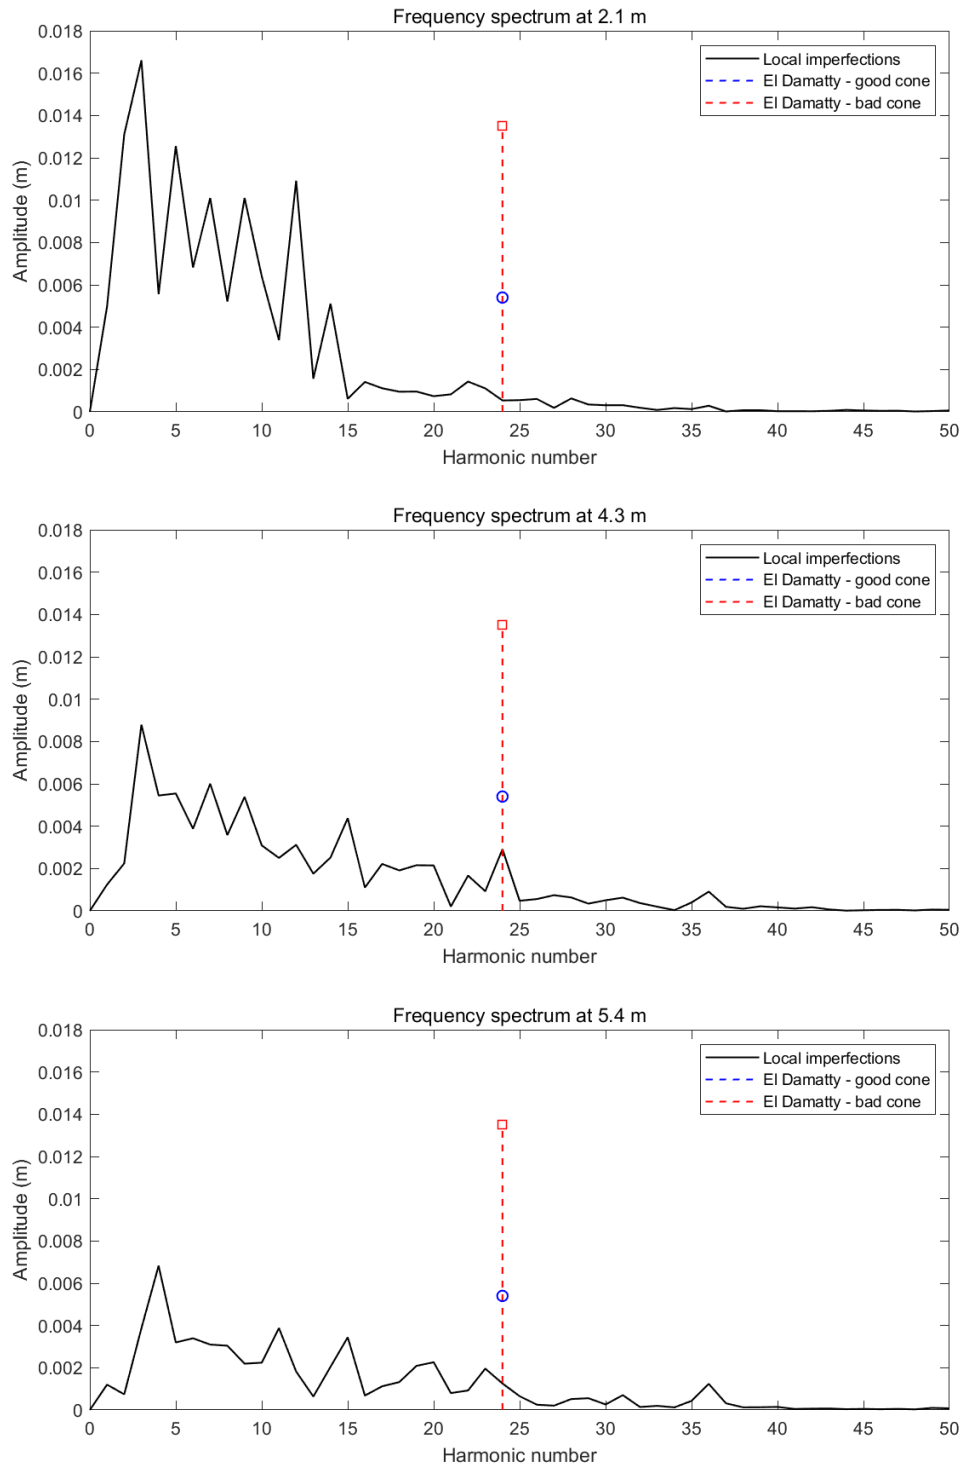 Frequency spectrum at 2.1 m
0.018
0.016
0.014
0.012
0.01
0.008
0.006
0.004
0.002
0
Amplitude (m)
Local imperfections
El Damatty - good cone
El Damatty - bad cone
0 5 10 15 20 25 30 35 40 45 50
Harmonic number
Frequency spectrum at 4.3 m
0.018
0.016
0.014
0.012
0.01
0.008
0.006
0.004
0.002
0
Amplitude (m)
Local imperfections
El Damatty - good cone
El Damatty - bad cone
0 5 10 15 20 25 30 35 40 45 50
Harmonic number
Frequency spectrum at 5.4 m
0.018
0.016
0.014
0.012
0.01
0.008
0.006
0.004
0.002
0
Amplitude (m)
Local imperfections
El Damatty - good cone
El Damatty - bad cone
0 5 10 15 20 25 30 35 40 45 50
Harmonic number